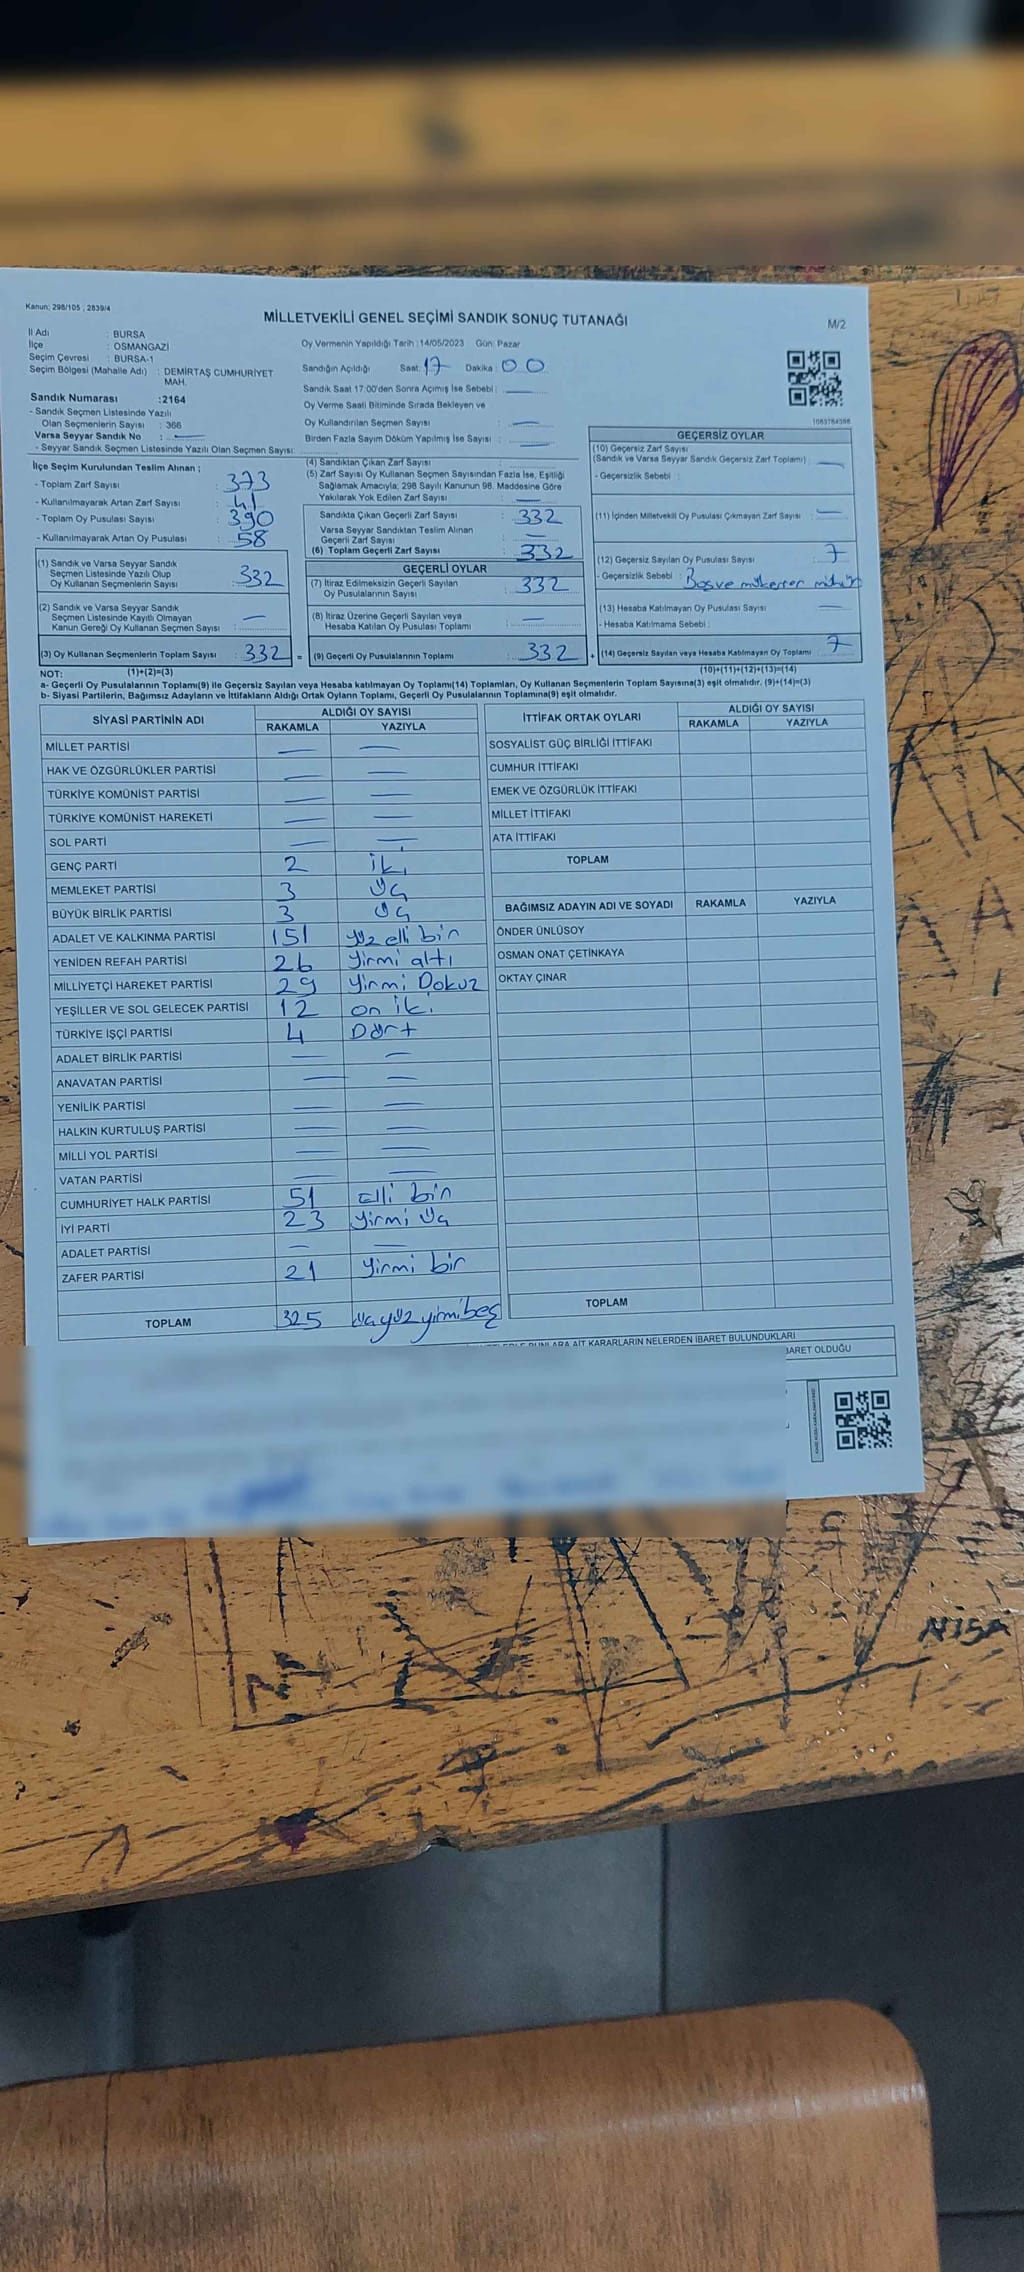 Kanun; 298/105 , 2839/4
MİLLETVEKİLİ GENEL SEÇİMİ SANDIK SONUÇ TUTANAĞI
M/2
İl Adı : BURSA
İlçe : OSMANGAZİ
Seçim Çevresi : BURSA-1
Seçim Bölgesi (Mahalle Adı) : DEMİRTAŞ CUMHURİYET
MAH.
Sandık Numarası :2164
- Sandık Seçmen Listesinde Yazılı
Olan Seçmenlerin Sayısı : 366
Varsa Seyyar Sandık No : —
- Seyyar Sandık Seçmen Listesinde Yazılı Olan Seçmen Sayısı:
Oy Vermenin Yapıldığı Tarih : 14/05/2023 Gün: Pazar
Sandığın Açıldığı Saat: 17 Dakika : 00
Sandık Saat 17:00'den Sonra Açımış İse Sebebi : —
Oy Verme Saati Bitiminde Sırada Bekleyen ve
Oy Kullandırılan Seçmen Sayısı : —
Birden Fazla Sayım Döküm Yapılmış İse Sayısı : —
İlçe Seçim Kurulundan Teslim Alınan ;
- Toplam Zarf Sayısı : 373
- Kullanılmayarak Artan Zarf Sayısı : 41
- Toplam Oy Pusulası Sayısı : 390
- Kullanılmayarak Artan Oy Pusulası : 58
(1) Sandık ve Varsa Seyyar Sandık
Seçmen Listesinde Yazılı Olup
Oy Kullanan Seçmenlerin Sayısı : 332
(2) Sandık ve Varsa Seyyar Sandık
Seçmen Listesinde Kayıtlı Olmayan
Kanun Gereği Oy Kullanan Seçmen Sayısı : —
(3) Oy Kullanan Seçmenlerin Toplam Sayısı : 332 =
(4) Sandıktan Çıkan Zarf Sayısı :
(5) Zarf Sayısı Oy Kullanan Seçmen Sayısından Fazla İse, Eşitliği
Sağlamak Amacıyla; 298 Sayılı Kanunun 98. Maddesine Göre
Yakılarak Yok Edilen Zarf Sayısı : —
Sandıkta Çıkan Geçerli Zarf Sayısı : 332
Varsa Seyyar Sandıktan Teslim Alınan
Geçerli Zarf Sayısı : —
(6) Toplam Geçerli Zarf Sayısı : 332
GEÇERLİ OYLAR
(7) İtiraz Edilmeksizin Geçerli Sayılan
Oy Pusulalarının Sayısı : 332
(8) İtiraz Üzerine Geçerli Sayılan veya
Hesaba Katılan Oy Pusulası Toplamı : —
(9) Geçerli Oy Pusulalarının Toplamı : 332 +
1083784388
GEÇERSİZ OYLAR
(10) Geçersiz Zarf Sayısı
(Sandık ve Varsa Seyyar Sandık Geçersiz Zarf Toplamı) : —
- Geçersizlik Sebebi :
(11) İçinden Milletvekili Oy Pusulası Çıkmayan Zarf Sayısı : —
(12) Geçersiz Sayılan Oy Pusulası Sayısı : 7
- Geçersizlik Sebebi : Boş ve mükerrer mühür
(13) Hesaba Katılmayan Oy Pusulası Sayısı : —
- Hesaba Katılmama Sebebi :
(14) Geçersiz Sayılan veya Hesaba Katılmayan Oy Toplamı : 7
NOT: (1)+(2)=(3)
(10)+(11)+(12)+(13)=(14)
a- Geçerli Oy Pusulalarının Toplamı(9) ile Geçersiz Sayılan veya Hesaba katılmayan Oy Toplamı(14) Toplamları, Oy Kullanan Seçmenlerin Toplam Sayısına(3) eşit olmalıdır. (9)+(14)=(3)
b- Siyasi Partilerin, Bağımsız Adayların ve İttifakların Aldığı Ortak Oyların Toplamı, Geçerli Oy Pusulalarının Toplamına(9) eşit olmalıdır.
SİYASİ PARTİNİN ADI ALDIĞI OY SAYISI
RAKAMLA YAZIYLA
MİLLET PARTİSİ — —
HAK VE ÖZGÜRLÜKLER PARTİSİ — —
TÜRKİYE KOMÜNİST PARTİSİ — —
TÜRKİYE KOMÜNİST HAREKETİ — —
SOL PARTİ — —
GENÇ PARTİ 2 iki
MEMLEKET PARTİSİ 3 üç
BÜYÜK BİRLİK PARTİSİ 3 üç
ADALET VE KALKINMA PARTİSİ 151 yüz elli bin
YENİDEN REFAH PARTİSİ 26 yirmi altı
MİLLİYETÇİ HAREKET PARTİSİ 29 yirmi Dokuz
YEŞİLLER VE SOL GELECEK PARTİSİ 12 on iki
TÜRKİYE İŞÇİ PARTİSİ 4 Dört
ADALET BİRLİK PARTİSİ — —
ANAVATAN PARTİSİ — —
YENİLİK PARTİSİ — —
HALKIN KURTULUŞ PARTİSİ — —
MİLLİ YOL PARTİSİ — —
VATAN PARTİSİ — —
CUMHURİYET HALK PARTİSİ 51 elli bin
İYİ PARTİ 23 yirmi üç
ADALET PARTİSİ — —
ZAFER PARTİSİ 21 yirmi bir
TOPLAM 325 üçyüz yirmibeş
İTTİFAK ORTAK OYLARI ALDIĞI OY SAYISI
RAKAMLA YAZIYLA
SOSYALİST GÜÇ BİRLİĞİ İTTİFAKI
CUMHUR İTTİFAKI
EMEK VE ÖZGÜRLÜK İTTİFAKI
MİLLET İTTİFAKI
ATA İTTİFAKI
TOPLAM
BAĞIMSIZ ADAYIN ADI VE SOYADI RAKAMLA YAZIYLA
ÖNDER ÜNLÜSOY
OSMAN ONAT ÇETİNKAYA
OKTAY ÇINAR
TOPLAM
BUNLARA AİT KARARLARIN NELERDEN İBARET BULUNDUKLARI
İBARET OLDUĞU
NİSA